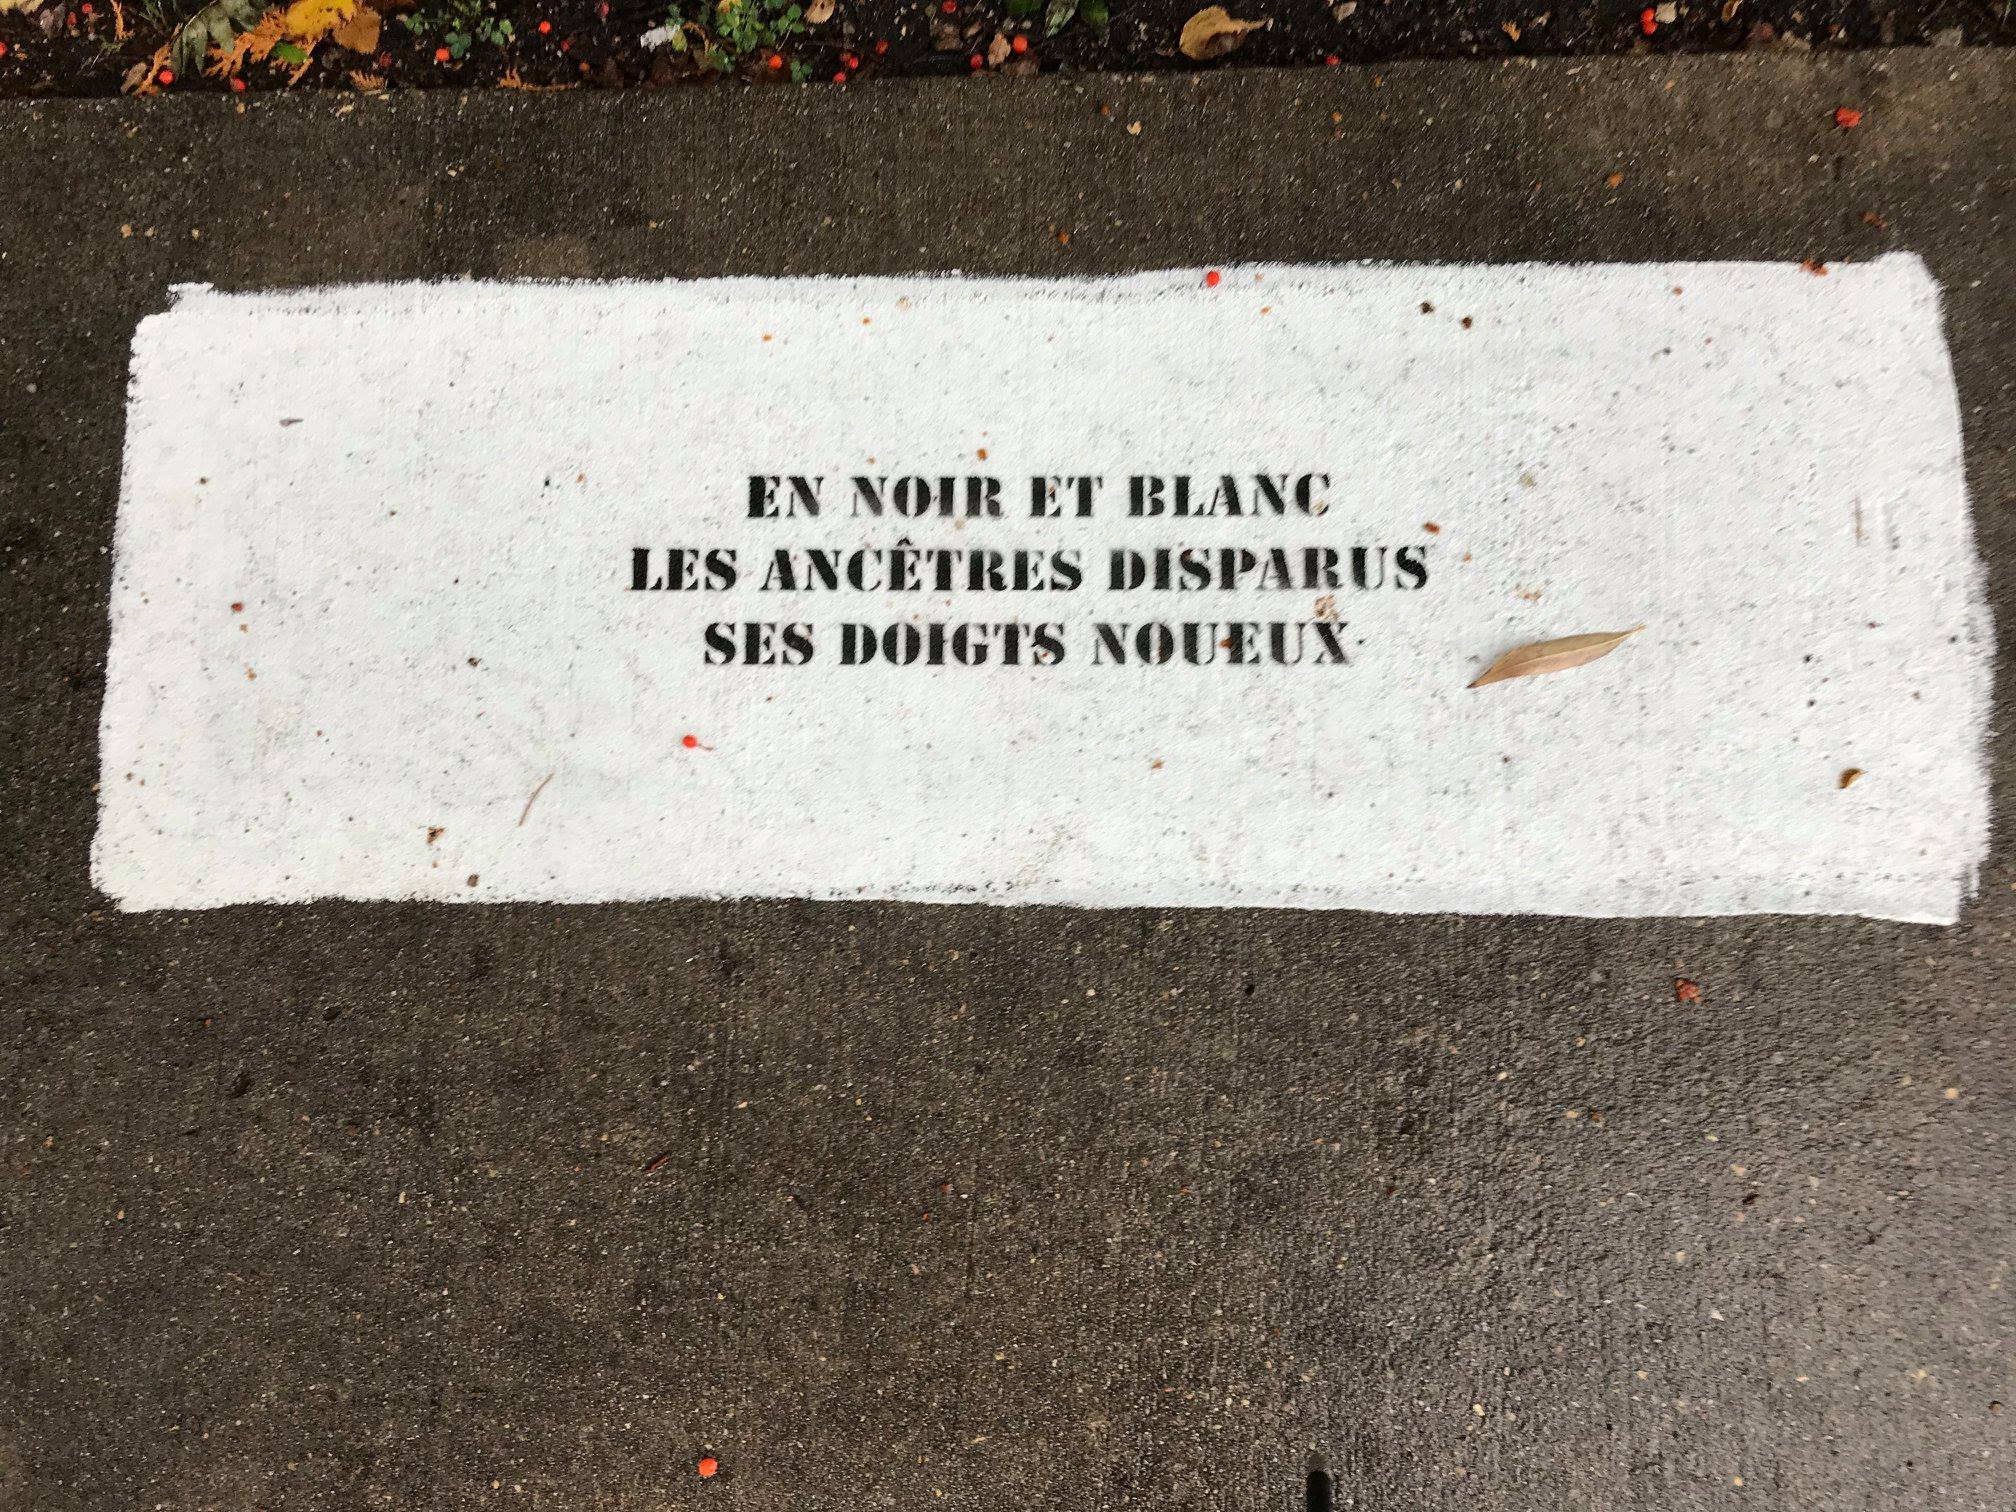 EN NOIR ET BLANC
LES ANCÊTRES DISPARUS
SES DOIGTS NOUEUX